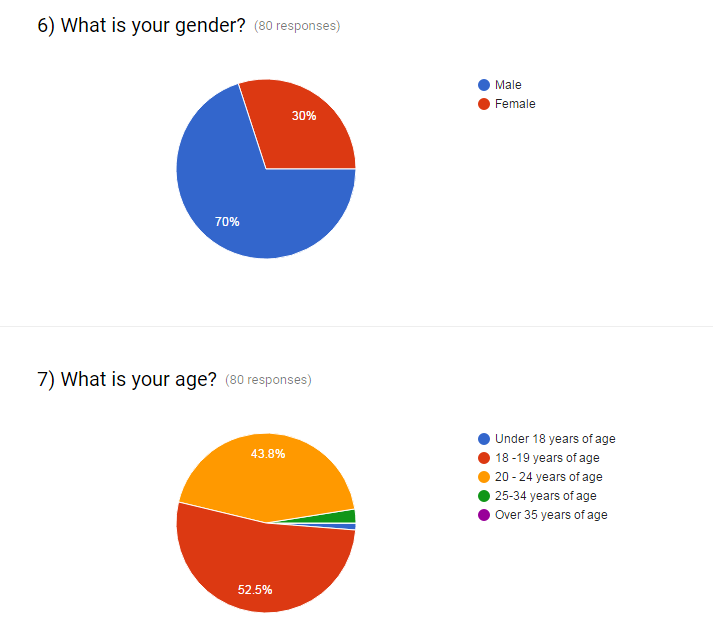 6) What is your gender? (80 responses)
Male
Female
30%
70%
7) What is your age? (80 responses)
43.8%
52.5%
Under 18 years of age
18 -19 years of age
20 - 24 years of age
25-34 years of age
Over 35 years of age